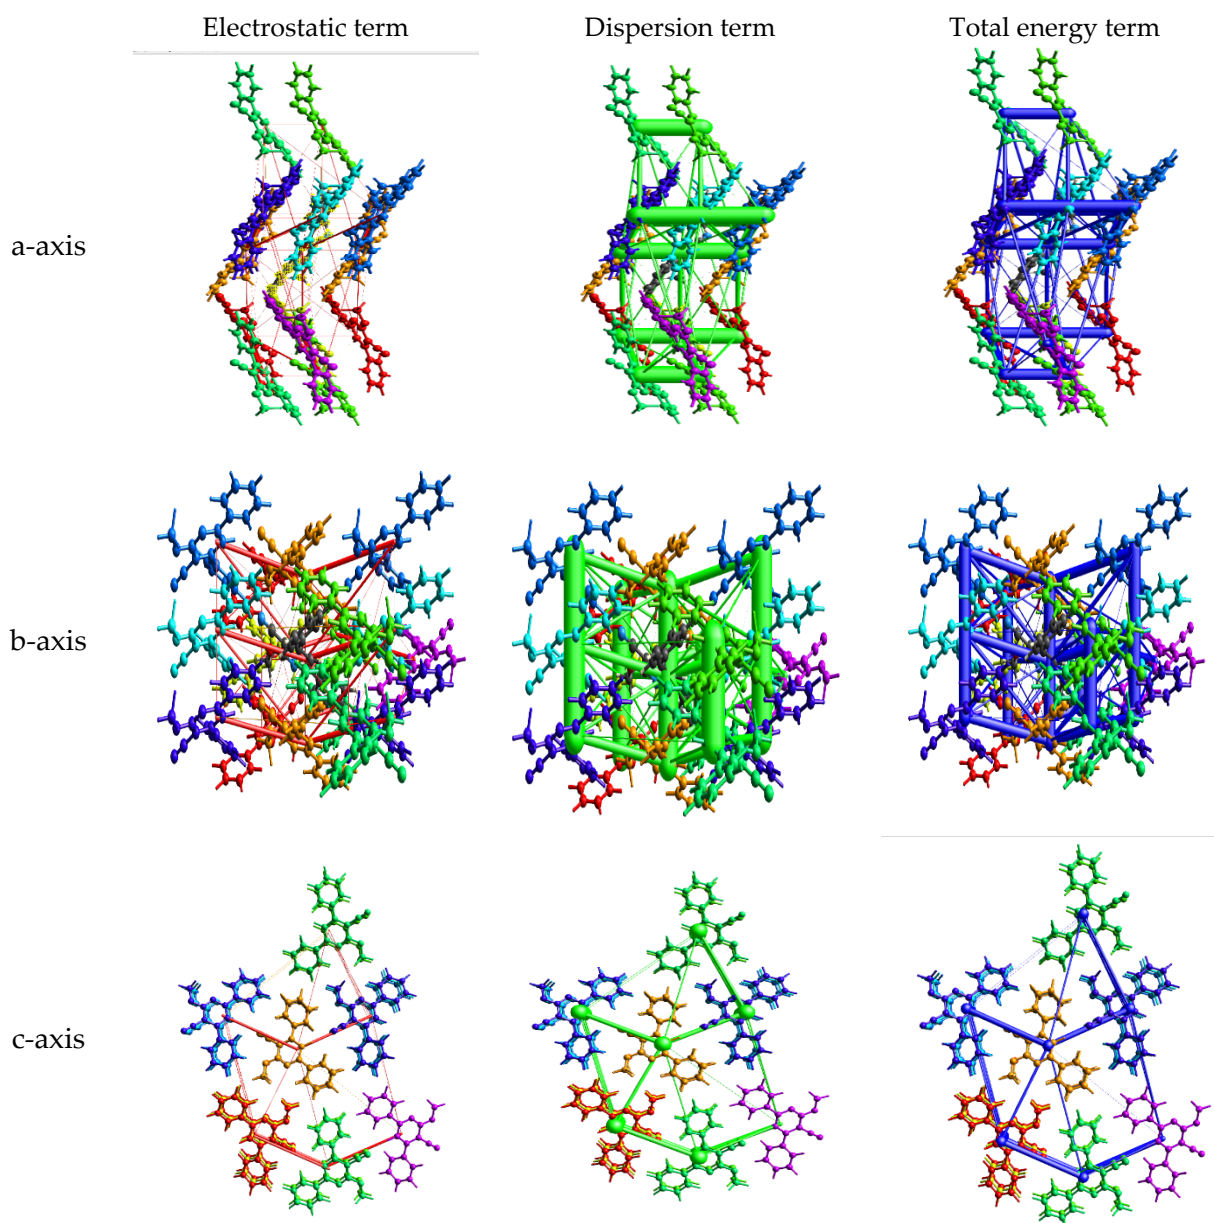 Electrostatic term
Dispersion term
Total energy term
a-axis
b-axis
c-axis